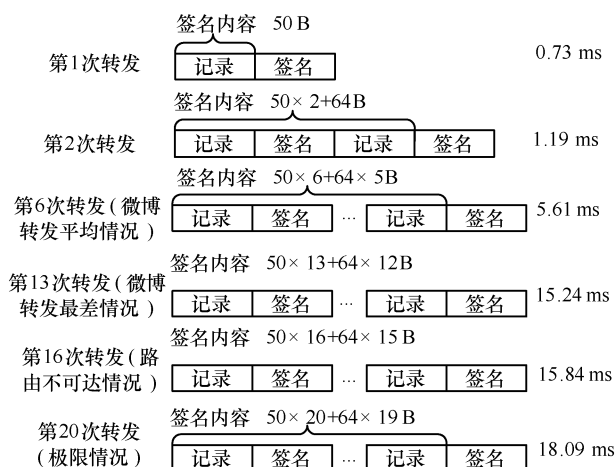 签名内容 50 B
第1次转发 记录 签名 0.73 ms
签名内容 50× 2+64B
第2次转发 记录 签名 记录 签名 1.19 ms
签名内容 50× 6+64× 5B
第6次转发 ( 微博
转发平均情况 ) 记录 签名 ... 记录 签名 5.61 ms
签名内容 50× 13+64× 12B
第13次转发(微博
转发最差情况 ) 记录 签名 ... 记录 签名 15.24 ms
签名内容 50× 16+64× 15B
第16次转发 ( 路
由不可达情况 ) 记录 签名 ... 记录 签名 15.84 ms
签名内容 50× 20+64× 19 B
第20次转发
( 极限情况 ) 记录 签名 ... 记录 签名 18.09 ms